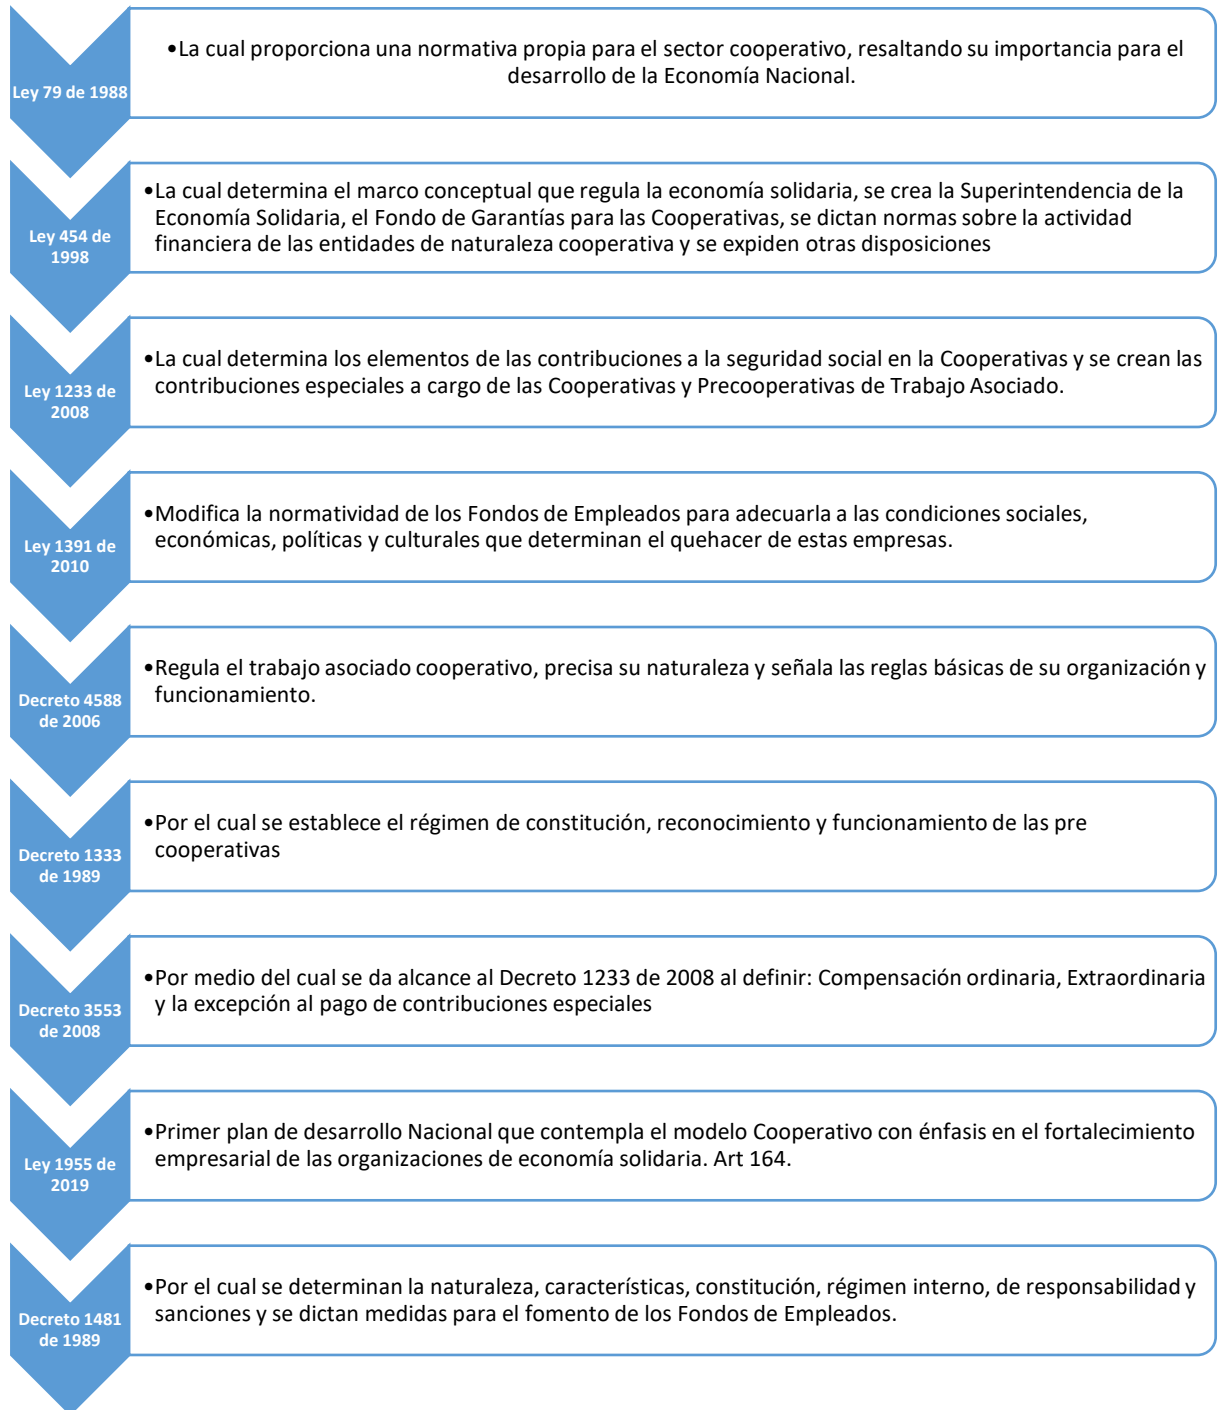 Ley 79 de 1988
•La cual proporciona una normativa propia para el sector cooperativo, resaltando su importancia para el
desarrollo de la Economía Nacional.
Ley 454 de
1998
•La cual determina el marco conceptual que regula la economía solidaria, se crea la Superintendencia de la
Economía Solidaria, el Fondo de Garantías para las Cooperativas, se dictan normas sobre la actividad
financiera de las entidades de naturaleza cooperativa y se expiden otras disposiciones
Ley 1233 de
2008
•La cual determina los elementos de las contribuciones a la seguridad social en la Cooperativas y se crean las
contribuciones especiales a cargo de las Cooperativas y Precooperativas de Trabajo Asociado.
Ley 1391 de
2010
•Modifica la normatividad de los Fondos de Empleados para adecuarla a las condiciones sociales,
económicas, políticas y culturales que determinan el quehacer de estas empresas.
Decreto 4588
de 2006
•Regula el trabajo asociado cooperativo, precisa su naturaleza y señala las reglas básicas de su organización y
funcionamiento.
Decreto 1333
de 1989
•Por el cual se establece el régimen de constitución, reconocimiento y funcionamiento de las pre
cooperativas
Decreto 3553
de 2008
•Por medio del cual se da alcance al Decreto 1233 de 2008 al definir: Compensación ordinaria, Extraordinaria
y la excepción al pago de contribuciones especiales
Ley 1955 de
2019
•Primer plan de desarrollo Nacional que contempla el modelo Cooperativo con énfasis en el fortalecimiento
empresarial de las organizaciones de economía solidaria. Art 164.
Decreto 1481
de 1989
•Por el cual se determinan la naturaleza, características, constitución, régimen interno, de responsabilidad y
sanciones y se dictan medidas para el fomento de los Fondos de Empleados.